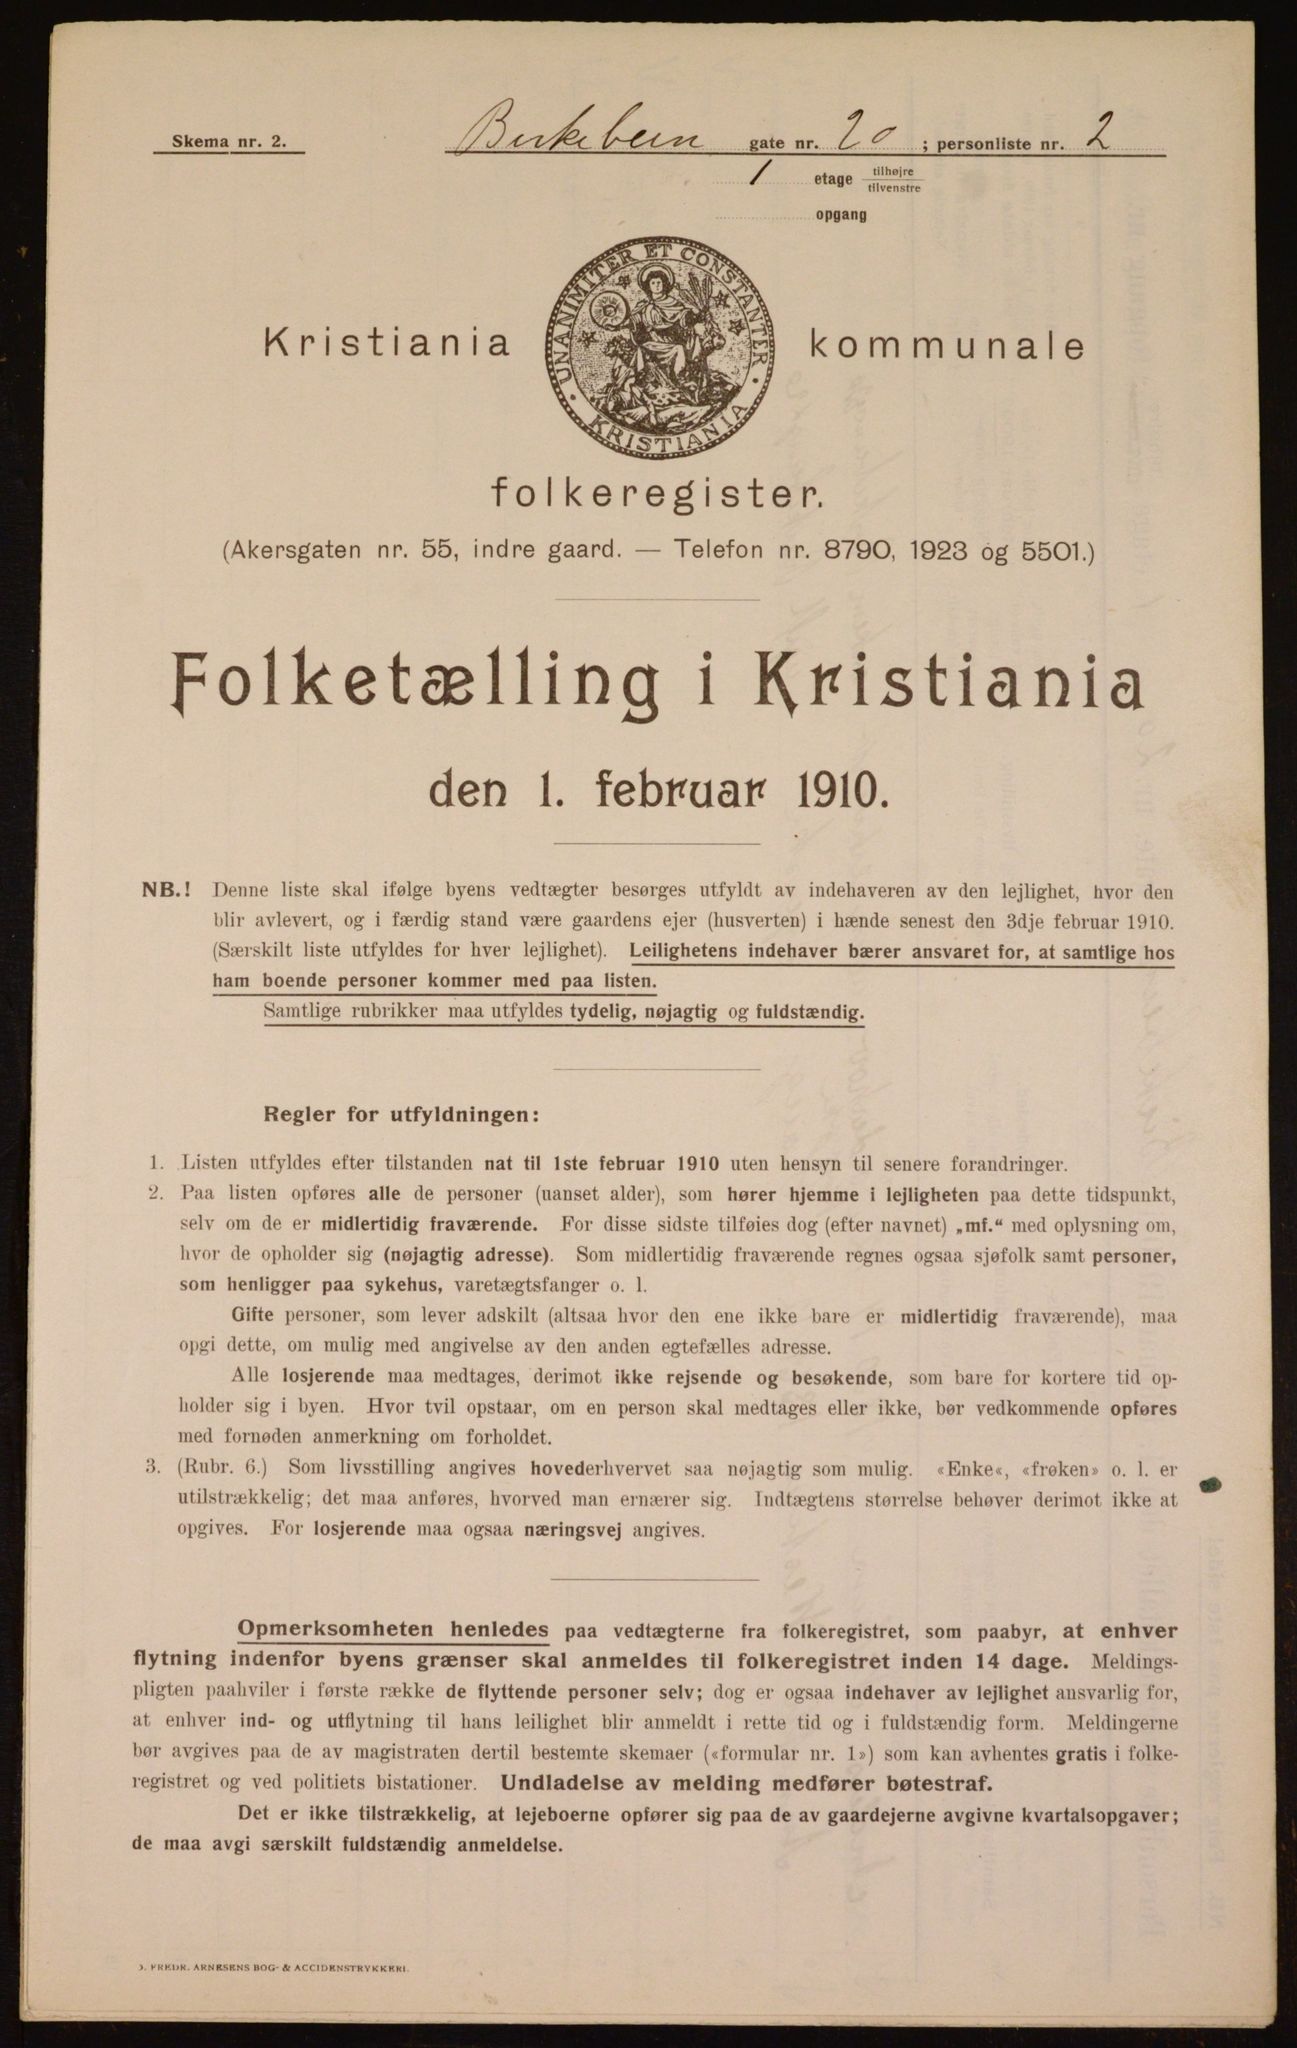 Skema nr. 2.
Birkebein gate nr. 20 ; personliste nr. 2
1 etage tilhøjre
tilvenstre
opgang
UNANIMITER ET CONSTANTER
KRISTIANIA
Kristiania kommunale
folkeregister.
(Akersgaten nr. 55, indre gaard. — Telefon nr. 8790, 1923 og 5501.)
Folketælling i Kristiania
den 1. februar 1910.
NB.! Denne liste skal ifølge byens vedtægter besørges utfyldt av indehaveren av den lejlighet, hvor den
blir avlevert, og i færdig stand være gaardens ejer (husverten) i hænde senest den 3dje februar 1910.
(Særskilt liste utfyldes for hver lejlighet). Leilighetens indehaver bærer ansvaret for, at samtlige hos
ham boende personer kommer med paa listen.
Samtlige rubrikker maa utfyldes tydelig, nøjagtig og fuldstændig.
Regler for utfyldningen:
1. Listen utfyldes efter tilstanden nat til 1ste februar 1910 uten hensyn til senere forandringer.
2. Paa listen opføres alle de personer (uanset alder), som hører hjemme i lejligheten paa dette tidspunkt,
selv om de er midlertidig fraværende. For disse sidste tilføies dog (efter navnet) „mf.“ med oplysning om,
hvor de opholder sig (nøjagtig adresse). Som midlertidig fraværende regnes ogsaa sjøfolk samt personer,
som henligger paa sykehus, varetægtsfanger o. l.
Gifte personer, som lever adskilt (altsaa hvor den ene ikke bare er midlertidig fraværende), maa
opgi dette, om mulig med angivelse av den anden egtefælles adresse.
Alle losjerende maa medtages, derimot ikke rejsende og besøkende, som bare for kortere tid op-
holder sig i byen. Hvor tvil opstaar, om en person skal medtages eller ikke, bør vedkommende opføres
med fornøden anmerkning om forholdet.
3. (Rubr. 6.) Som livsstilling angives hovederhvervet saa nøjagtig som mulig. «Enke«, «frøken» o. l. er
utilstrækkelig; det maa anføres, hvorved man ernærer sig. Indtægtens størrelse behøver derimot ikke at
opgives. For losjerende maa ogsaa næringsvej angives.
Opmerksomheten henledes paa vedtægterne fra folkeregistret, som paabyr, at enhver
flytning indenfor byens grænser skal anmeldes til folkeregistret inden 14 dage. Meldings-
pligten paahviler i første række de flyttende personer selv; dog er ogsaa indehaver av lejlighet ansvarlig for,
at enhver ind- og utflytning til hans leilighet blir anmeldt i rette tid og i fuldstændig form. Meldingerne
bør avgives paa de av magistraten dertil bestemte skemaer («formular nr. 1») som kan avhentes gratis i folke-
registret og ved politiets bistationer. Undladelse av melding medfører bøtestraf.
Det er ikke tilstrækkelig, at lejeboerne opfører sig paa de av gaardejerne avgivne kvartalsopgaver;
de maa avgi særskilt fuldstændig anmeldelse.
J. FREDR. ARNESENS BOG- & ACCIDENSTRYKKERI.